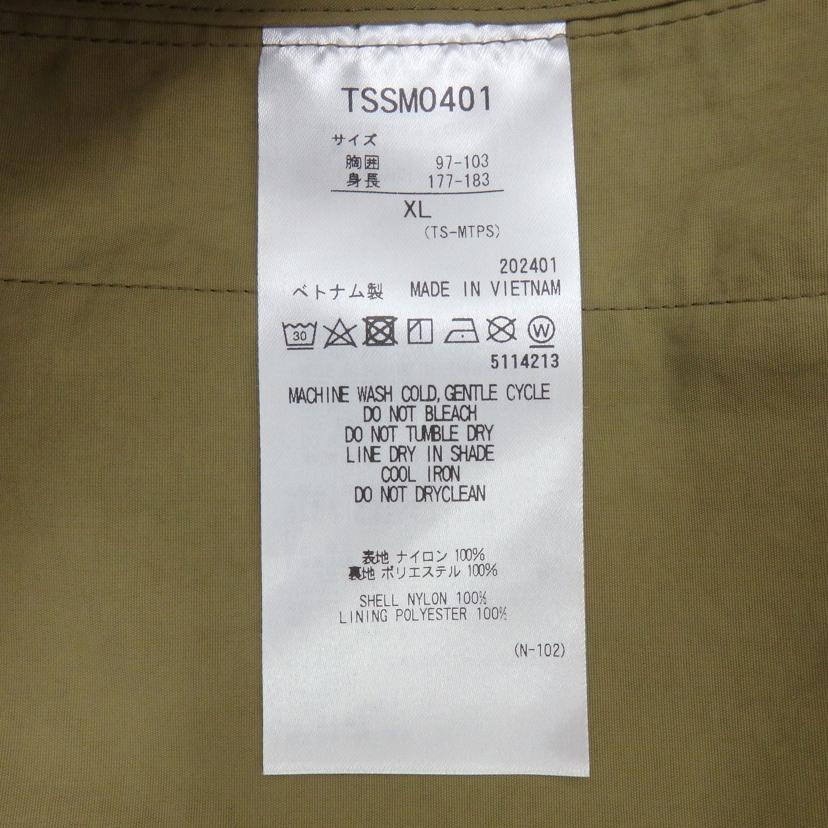 TSSM0401
サイズ
胸囲 97-103
身長 177-183
XL
(TS-MTPS)
202401
ベトナム製 MADE IN VIETNAM
30 W
5114213
MACHINE WASH COLD,GENTLE CYCLE
DO NOT BLEACH
DO NOT TUMBLE DRY
LINE DRY IN SHADE
COOL IRON
DO NOT DRYCLEAN
表地 ナイロン 100%
裏地 ポリエステル 100%
SHELL NYLON 100%
LINING POLYESTER 100%
(N-102)